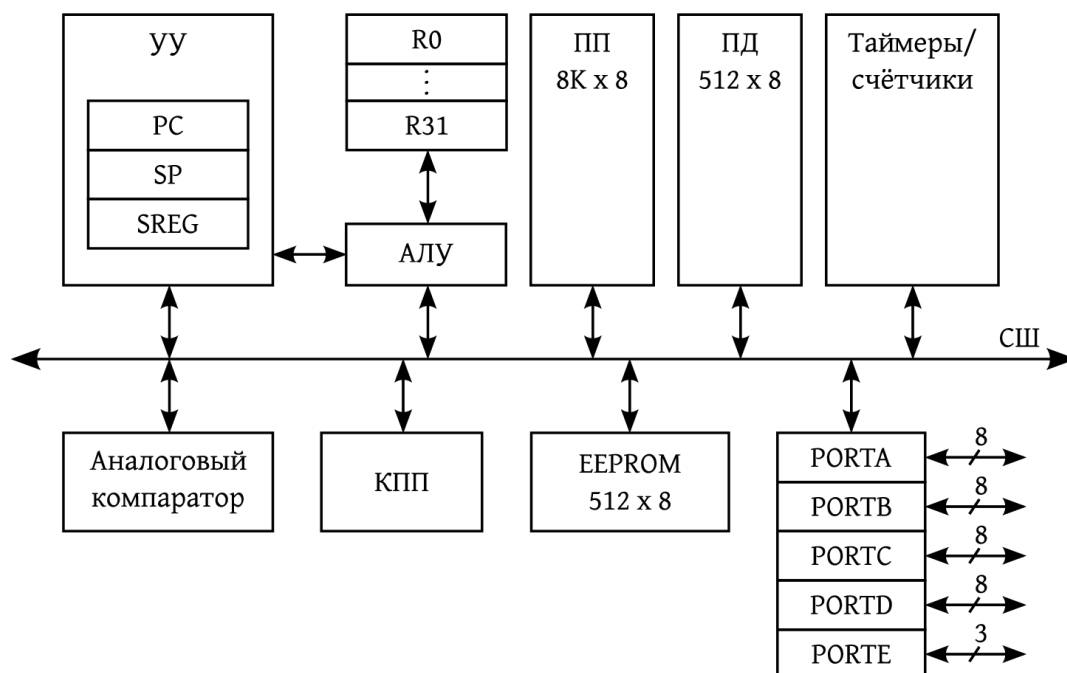 УУ
PC
SP
SREG
R0
⋮
R31
АЛУ
ПП
8K x 8
ПД
512 x 8
Таймеры/
счётчики
СШ
Аналоговый
компаратор
КПП
EEPROM
512 x 8
PORTA
8
PORTB
8
PORTC
8
PORTD
8
PORTE
3